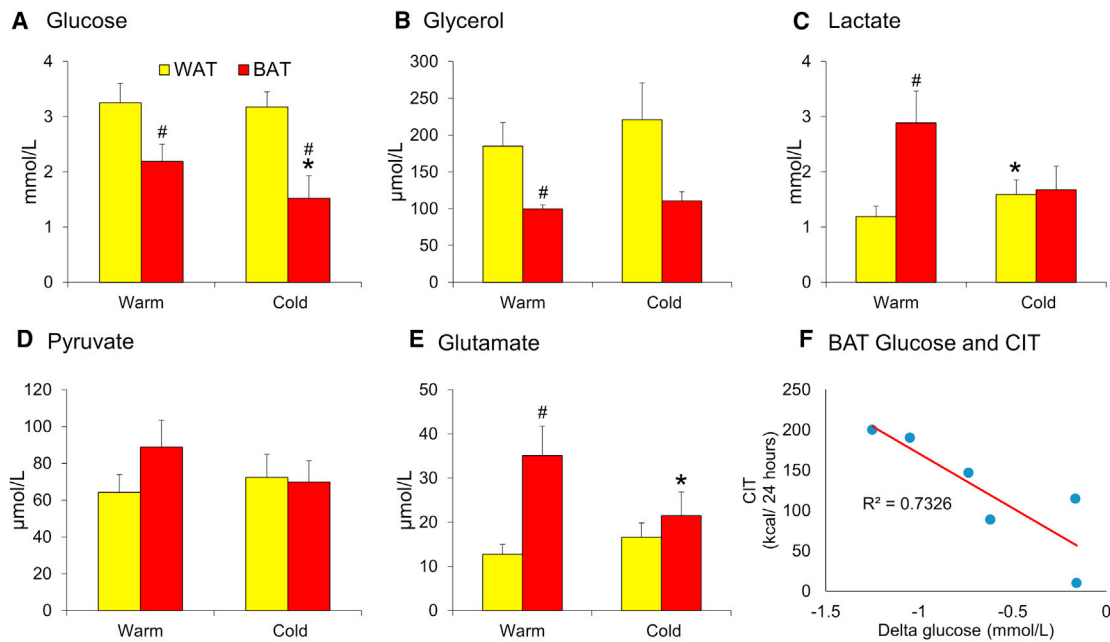 A Glucose
mmol/L
4
3
2
1
0
WAT BAT
#
#
*
Warm Cold
B Glycerol
μmol/L
300
250
200
150
100
50
0
#
Warm Cold
C Lactate
mmol/L
4
3
2
1
0
#
*
Warm Cold
D Pyruvate
μmol/L
120
100
80
60
40
20
0
Warm Cold
E Glutamate
μmol/L
50
40
30
20
10
0
#
*
Warm Cold
F BAT Glucose and CIT
CIT
(kcal/ 24 hours)
250
200
150
100
50
0
R² = 0.7326
-1.5 -1 -0.5 0
Delta glucose (mmol/L)